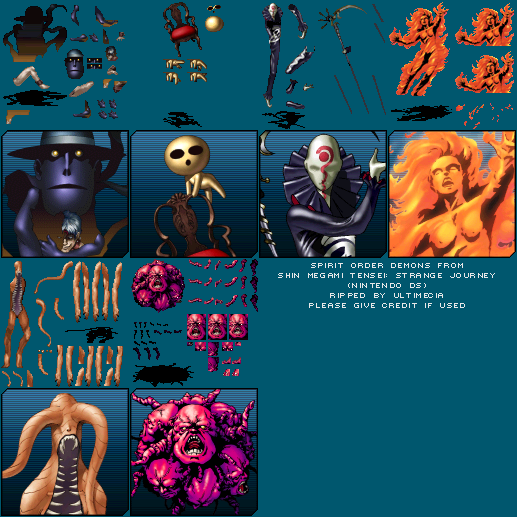 SPIRIT ORDER DEMONS FROM
SHIN MEGAMI TENSEI: STRANGE JOURNEY
(NINTENDO DS)
RIPPED BY ULTIMECIA
PLEASE GIVE CREDIT IF USED